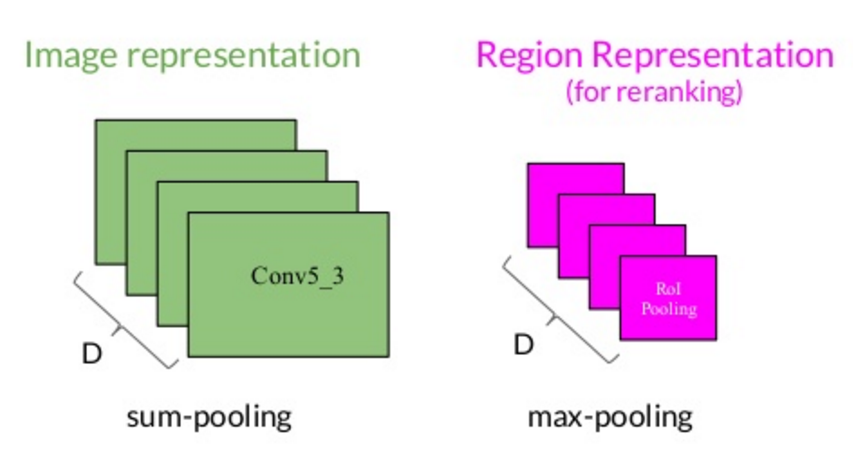 Image representation
Region Representation
(for reranking)
Conv5_3
RoI
Pooling
D
D
sum-pooling
max-pooling